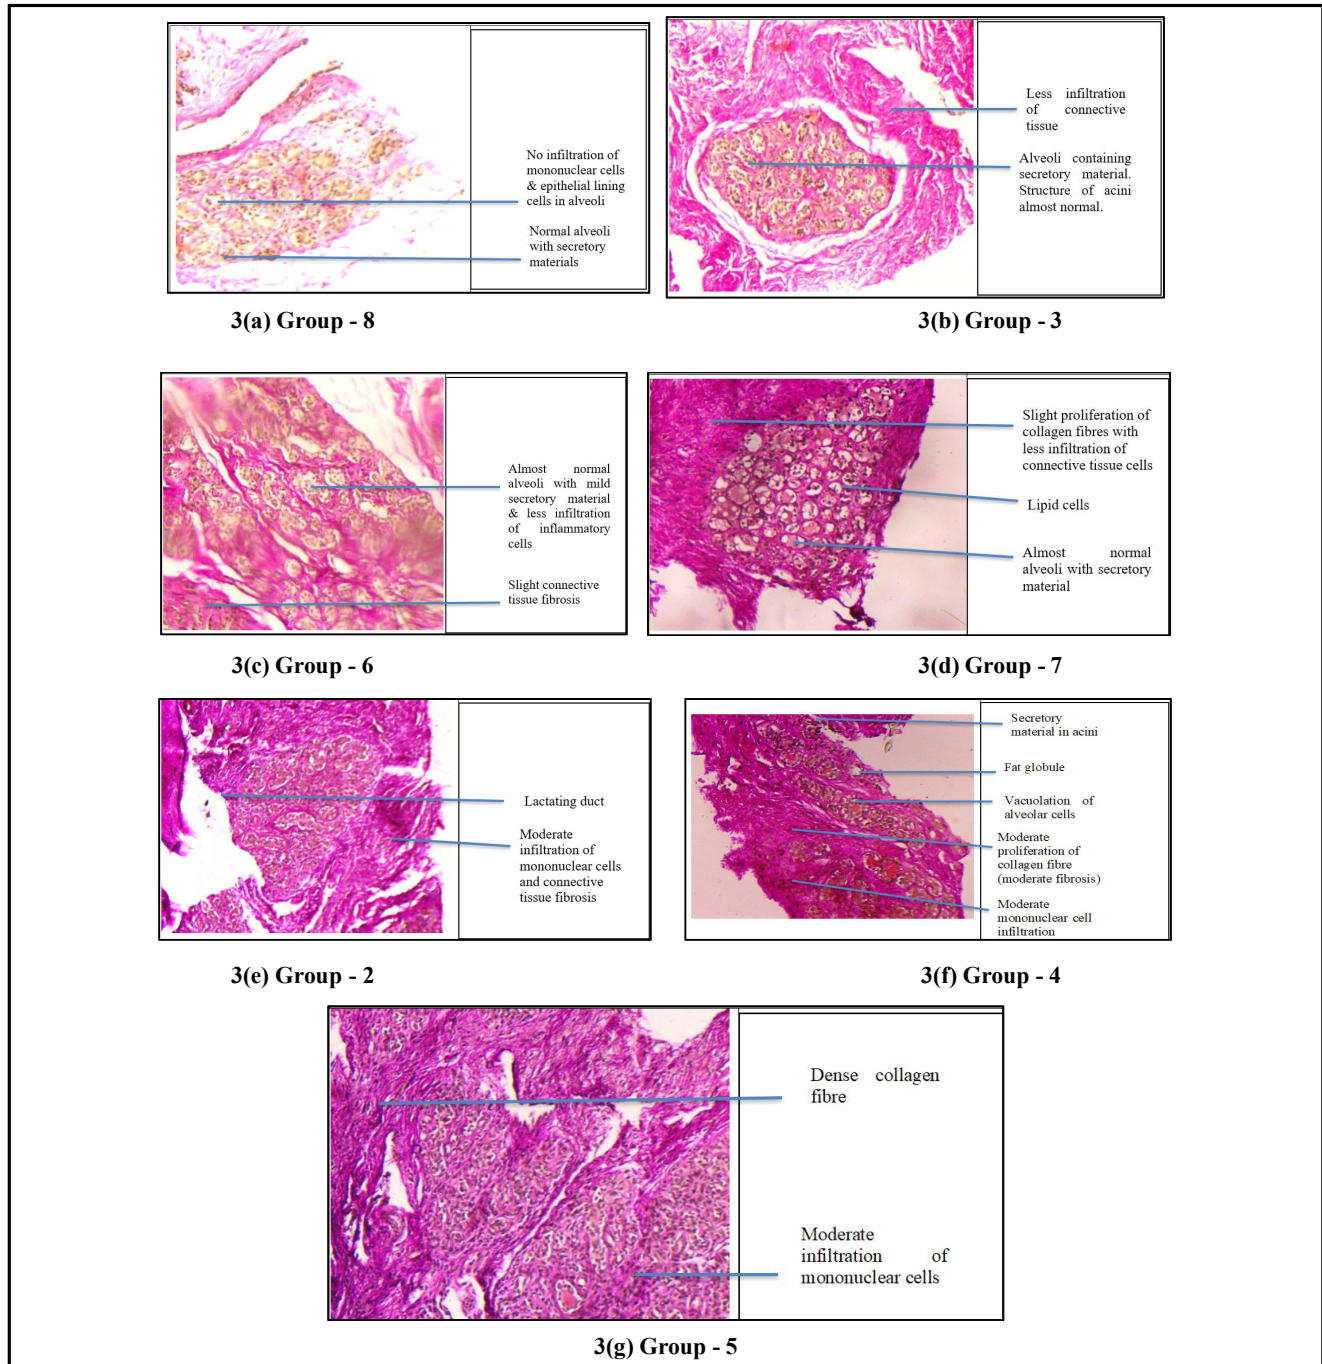 No infiltration of
mononuclear cells
& epithelial lining
cells in alveoli
Normal alveoli
with secretory
materials
3(a) Group - 8
Less infiltration
of connective
tissue
Alveoli containing
secretory material.
Structure of acini
almost normal.
3(b) Group - 3
Almost normal
alveoli with mild
secretory material
& less infiltration
of inflammatory
cells
Slight connective
tissue fibrosis
3(c) Group - 6
Slight proliferation of
collagen fibres with
less infiltration of
connective tissue cells
Lipid cells
Almost normal
alveoli with secretory
material
3(d) Group - 7
Lactating duct
Moderate
infiltration of
mononuclear cells
and connective
tissue fibrosis
3(e) Group - 2
Secretory
material in acini
Fat globule
Vacuolation of
alveolar cells
Moderate
proliferation of
collagen fibre
(moderate fibrosis)
Moderate
mononuclear cell
infiltration
3(f) Group - 4
Dense collagen
fibre
Moderate
infiltration of
mononuclear cells
3(g) Group - 5